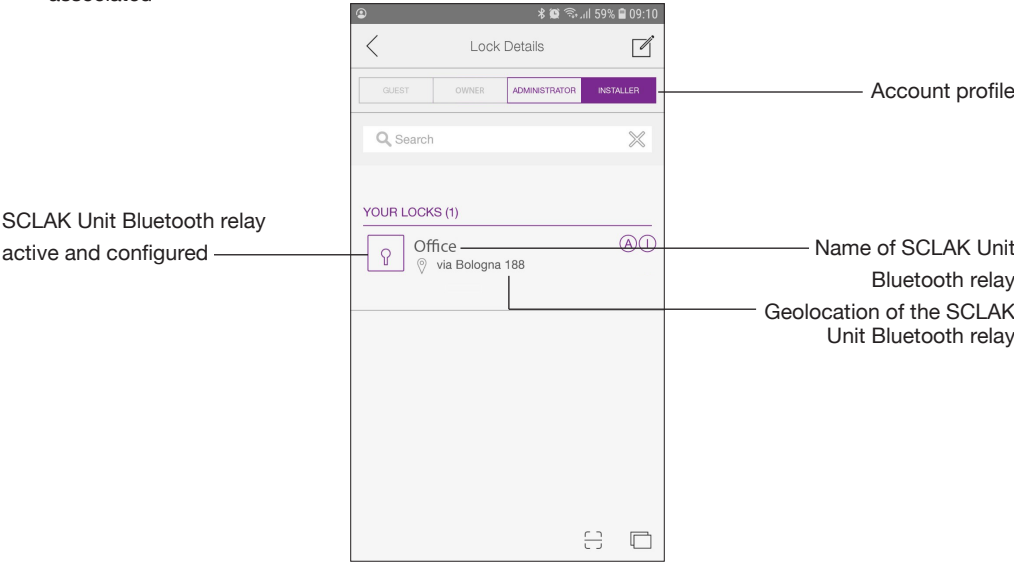 associated
59% 09:10
Lock Details
GUEST OWNER ADMINISTRATOR INSTALLER
Account profile
Search
YOUR LOCKS (1)
SCLAK Unit Bluetooth relay
active and configured
Office
A I
via Bologna 188
Name of SCLAK Unit
Bluetooth relay
Geolocation of the SCLAK
Unit Bluetooth relay